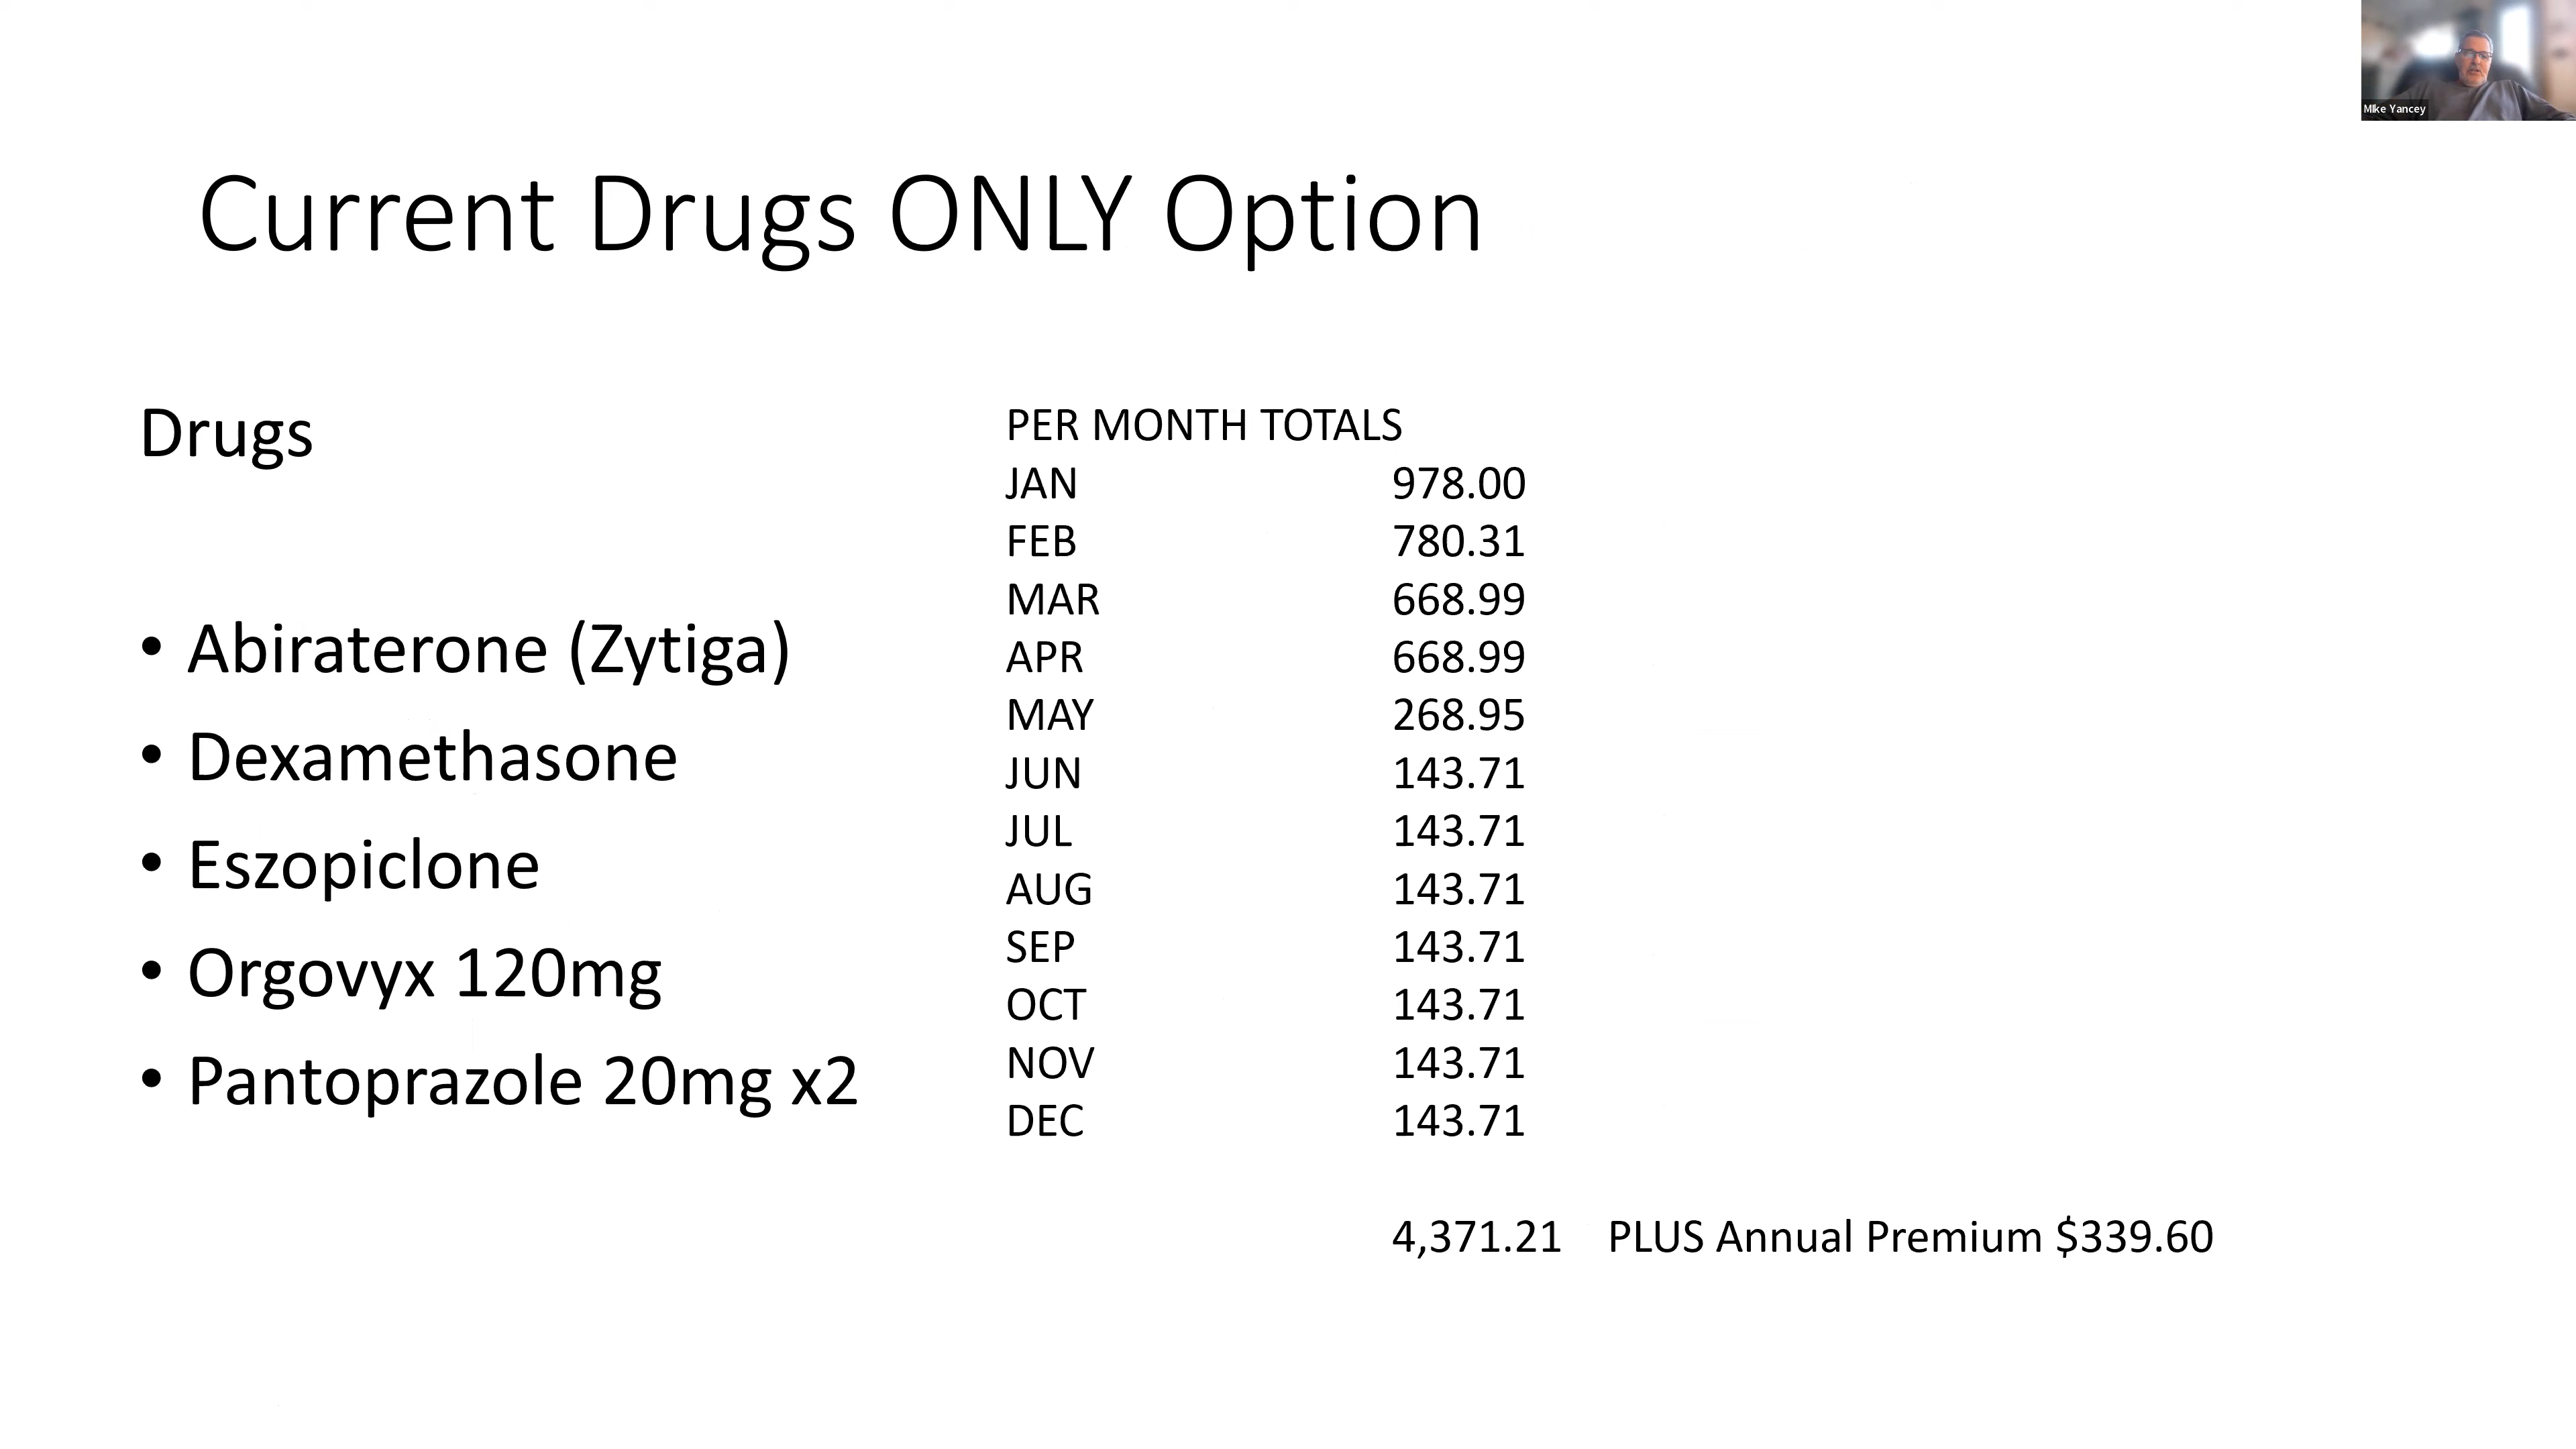 MIke Yancey
Current Drugs ONLY Option
Drugs
• Abiraterone (Zytiga)
• Dexamethasone
• Eszopiclone
• Orgovyx 120mg
• Pantoprazole 20mg x2
PER MONTH TOTALS
JAN 978.00
FEB 780.31
MAR 668.99
APR 668.99
MAY 268.95
JUN 143.71
JUL 143.71
AUG 143.71
SEP 143.71
OCT 143.71
NOV 143.71
DEC 143.71
4,371.21 PLUS Annual Premium $339.60